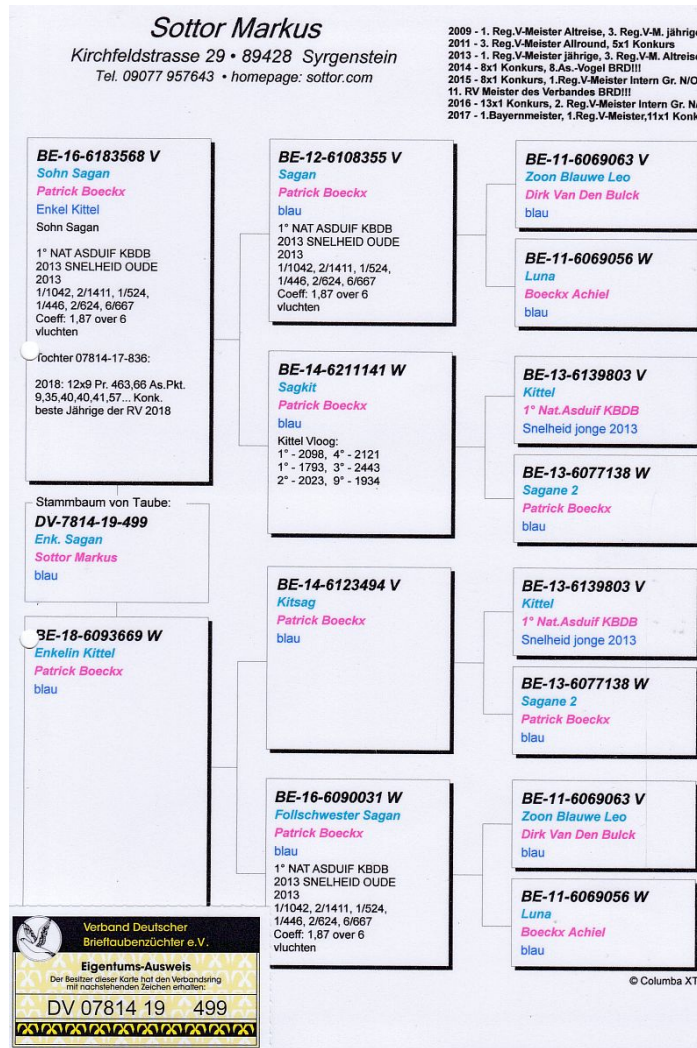 Sottor Markus
Kirchfeldstrasse 29 • 89428 Syrgenstein
Tel. 09077 957643 • homepage: sottor.com
2009 - 1. Reg.V-Meister Altreise, 3. Reg.V-M. jährige
2011 - 3. Reg.V-Meister Allround, 5x1 Konkurs
2013 - 1. Reg.V-Meister jährige, 3. Reg.V-M. Altreise
2014 - 8x1 Konkurs, 8.As.-Vogel BRD!!!
2015 - 8x1 Konkurs, 1.Reg.V-Meister Intern Gr. N/O
11. RV Meister des Verbandes BRD!!!
2016 - 13x1 Konkurs, 2. Reg.V-Meister Intern Gr. N/
2017 - 1.Bayernmeister, 1.Reg.V-Meister,11x1 Konk
BE-16-6183568 V
Sohn Sagan
Patrick Boeckx
Enkel Kittel
Sohn Sagan
1° NAT ASDUIF KBDB
2013 SNELHEID OUDE
2013
1/1042, 2/1411, 1/524,
1/446, 2/624, 6/667
Coeff: 1,87 over 6
vluchten
Tochter 07814-17-836:
2018: 12x9 Pr. 463,66 As.Pkt.
9,35,40,40,41,57... Konk.
beste Jährige der RV 2018
Stammbaum von Taube:
DV-7814-19-499
Enk. Sagan
Sottor Markus
blau
BE-18-6093669 W
Enkelin Kittel
Patrick Boeckx
blau
BE-12-6108355 V
Sagan
Patrick Boeckx
blau
1° NAT ASDUIF KBDB
2013 SNELHEID OUDE
2013
1/1042, 2/1411, 1/524,
1/446, 2/624, 6/667
Coeff: 1,87 over 6
vluchten
BE-14-6211141 W
Sagkit
Patrick Boeckx
blau
Kittel Vloog:
1° - 2098, 4° - 2121
1° - 1793, 3° - 2443
2° - 2023, 9° - 1934
BE-14-6123494 V
Kitsag
Patrick Boeckx
blau
BE-16-6090031 W
Follschwester Sagan
Patrick Boeckx
blau
1° NAT ASDUIF KBDB
2013 SNELHEID OUDE
2013
1/1042, 2/1411, 1/524,
1/446, 2/624, 6/667
Coeff: 1,87 over 6
vluchten
BE-11-6069063 V
Zoon Blauwe Leo
Dirk Van Den Bulck
blau
BE-11-6069056 W
Luna
Boeckx Achiel
blau
BE-13-6139803 V
Kittel
1° Nat.Asduif KBDB
Snelheid jonge 2013
BE-13-6077138 W
Sagane 2
Patrick Boeckx
blau
BE-13-6139803 V
Kittel
1° Nat.Asduif KBDB
Snelheid jonge 2013
BE-13-6077138 W
Sagane 2
Patrick Boeckx
blau
BE-11-6069063 V
Zoon Blauwe Leo
Dirk Van Den Bulck
blau
BE-11-6069056 W
Luna
Boeckx Achiel
blau
© Columba XT
Verband Deutscher
Brieftaubenzüchter e.V.
Eigentums-Ausweis
Der Besitzer dieser Karte hat den Verbandsring
mit nachstehenden Zeichen erhalten:
DV 07814 19 499